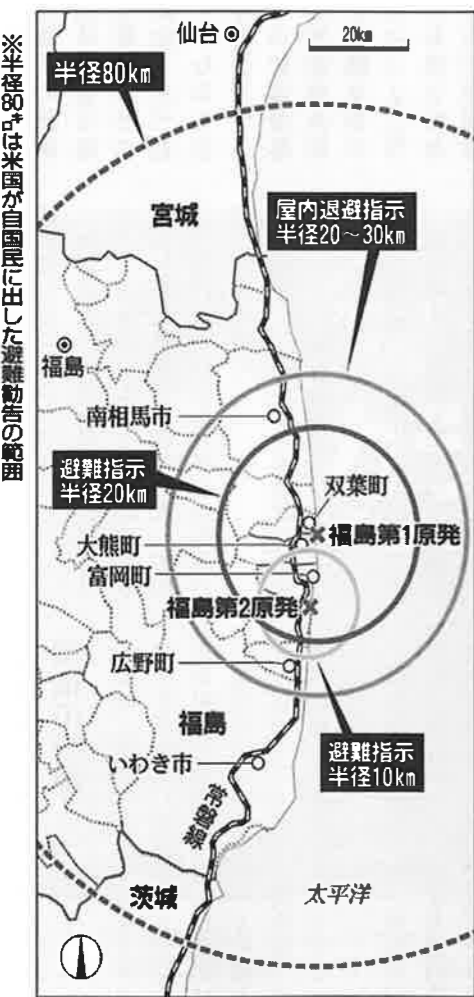 ※半径80㌔は米国が自国民に出した避難勧告の範囲
仙台
20km
半径80km
宮城
屋内退避指示
半径20～30km
福島
南相馬市
避難指示
半径20km
双葉町
大熊町
福島第1原発
富岡町
福島第2原発
広野町
福島
避難指示
半径10km
いわき市
常磐線
茨城
太平洋